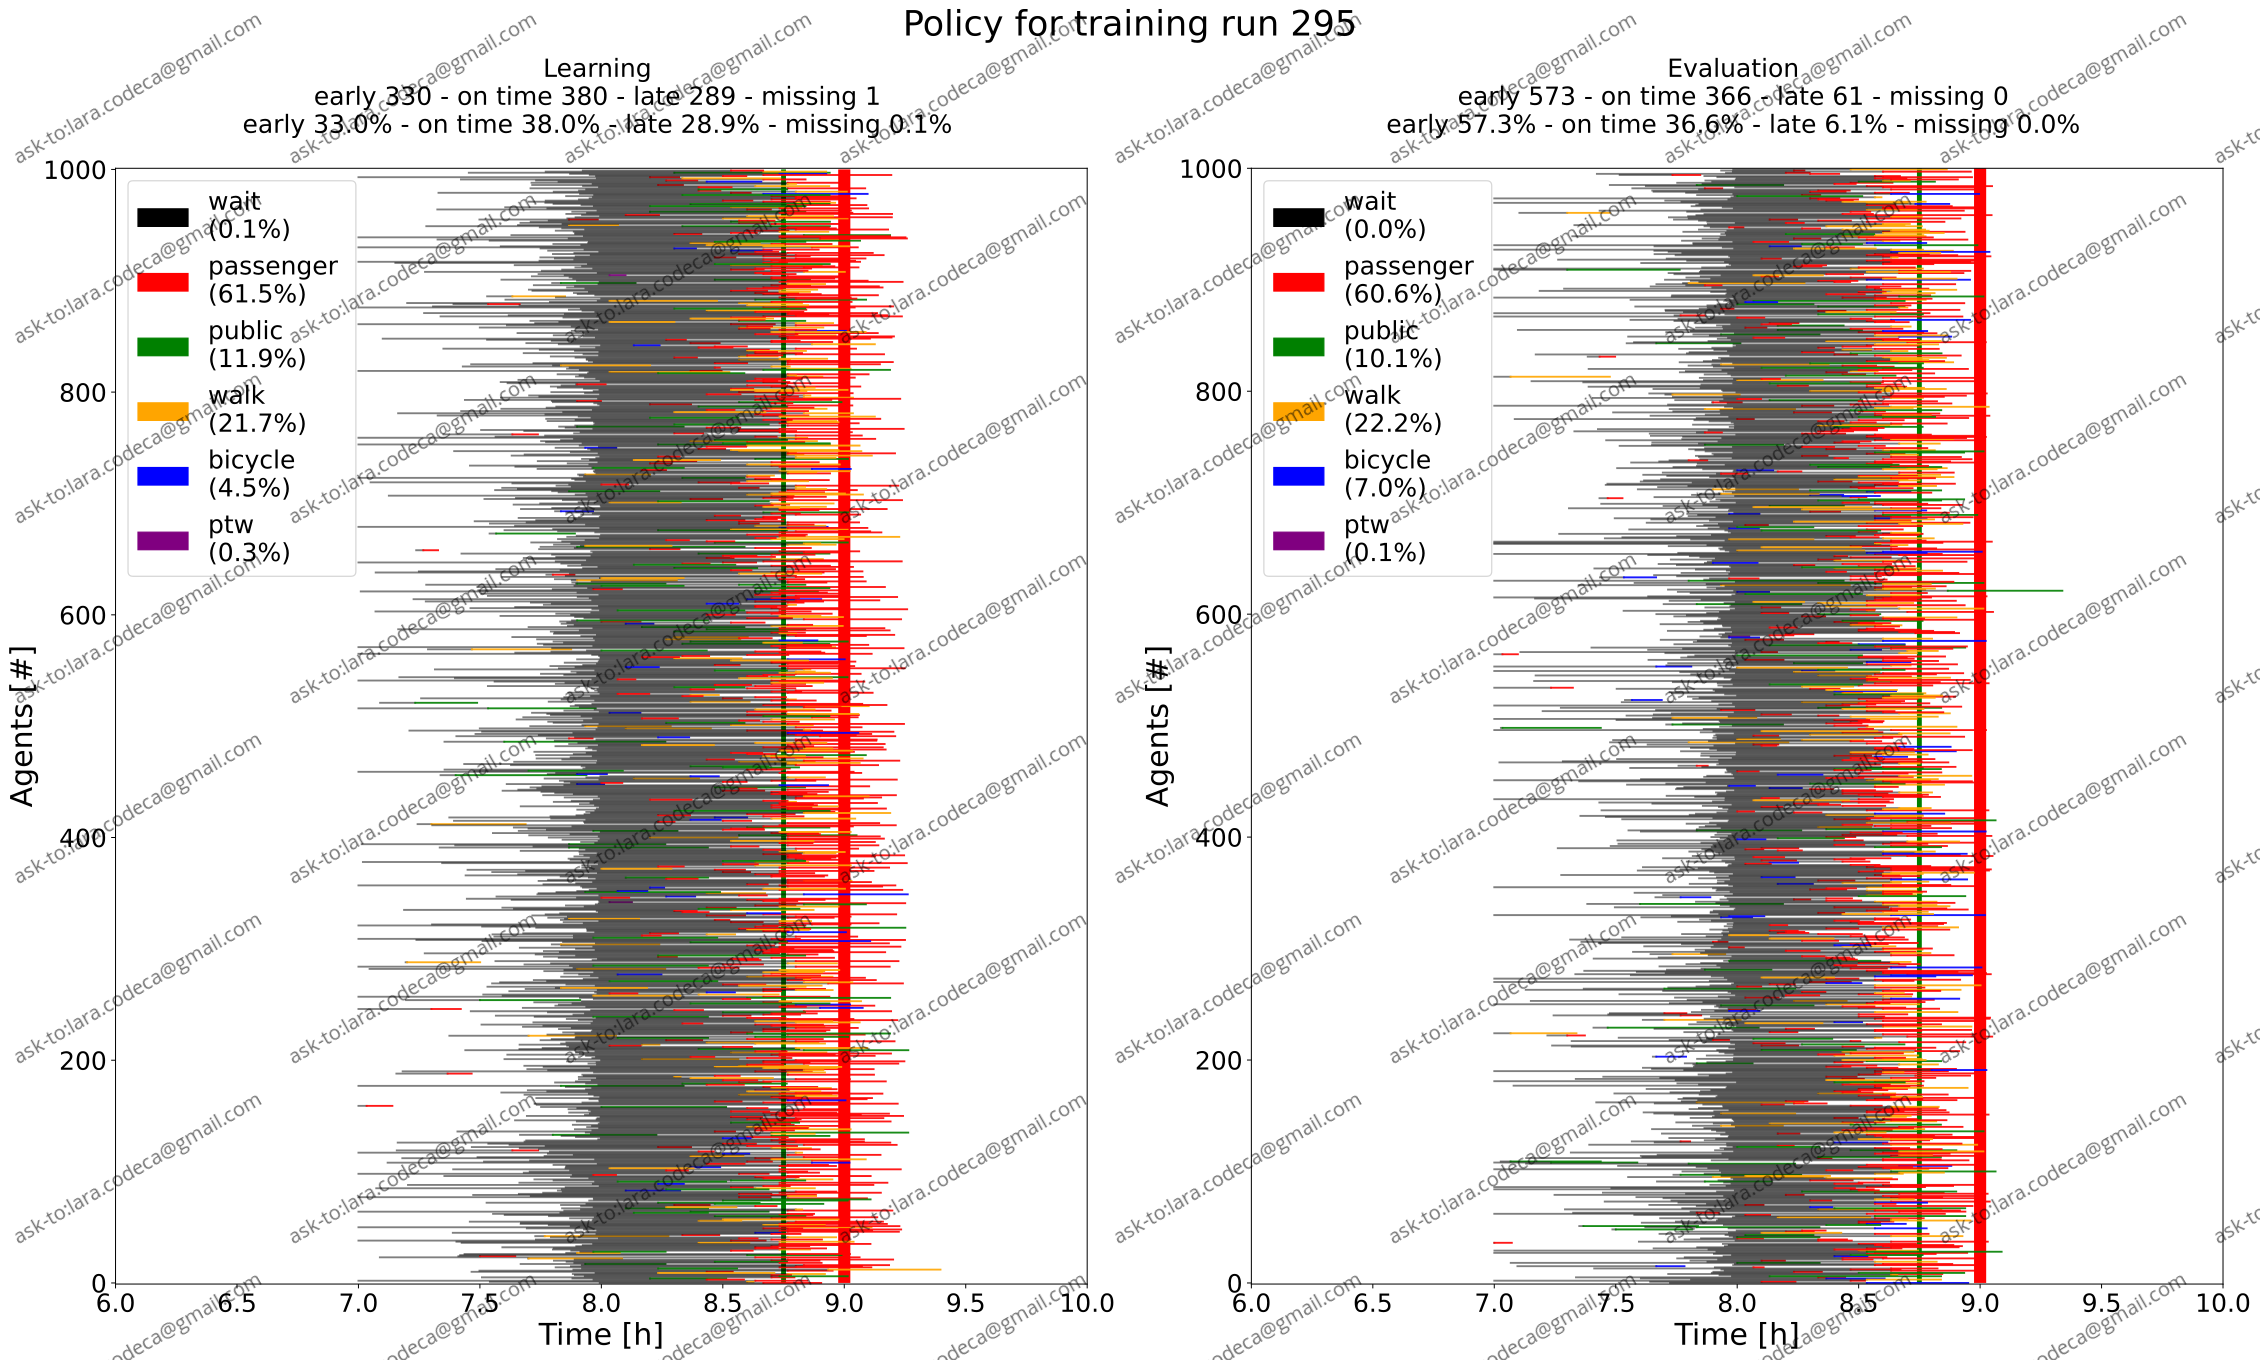 Policy for training run 295
Learning
early 330 - on time 380 - late 289 - missing 1
early 33.0% - on time 38.0% - late 28.9% - missing 0.1%
1000
800
600
400
200
0
Agents [#]
wait
(0.1%)
passenger
(61.5%)
public
(11.9%)
walk
(21.7%)
bicycle
(4.5%)
ptw
(0.3%)
6.0 6.5 7.0 7.5 8.0 8.5 9.0 9.5 10.0
Time [h]
Evaluation
early 573 - on time 366 - late 61 - missing 0
early 57.3% - on time 36.6% - late 6.1% - missing 0.0%
1000
800
600
400
200
0
Agents [#]
wait
(0.0%)
passenger
(60.6%)
public
(10.1%)
walk
(22.2%)
bicycle
(7.0%)
ptw
(0.1%)
6.0 6.5 7.0 7.5 8.0 8.5 9.0 9.5 10.0
Time [h]
ask-to:lara.codeca@gmail.com